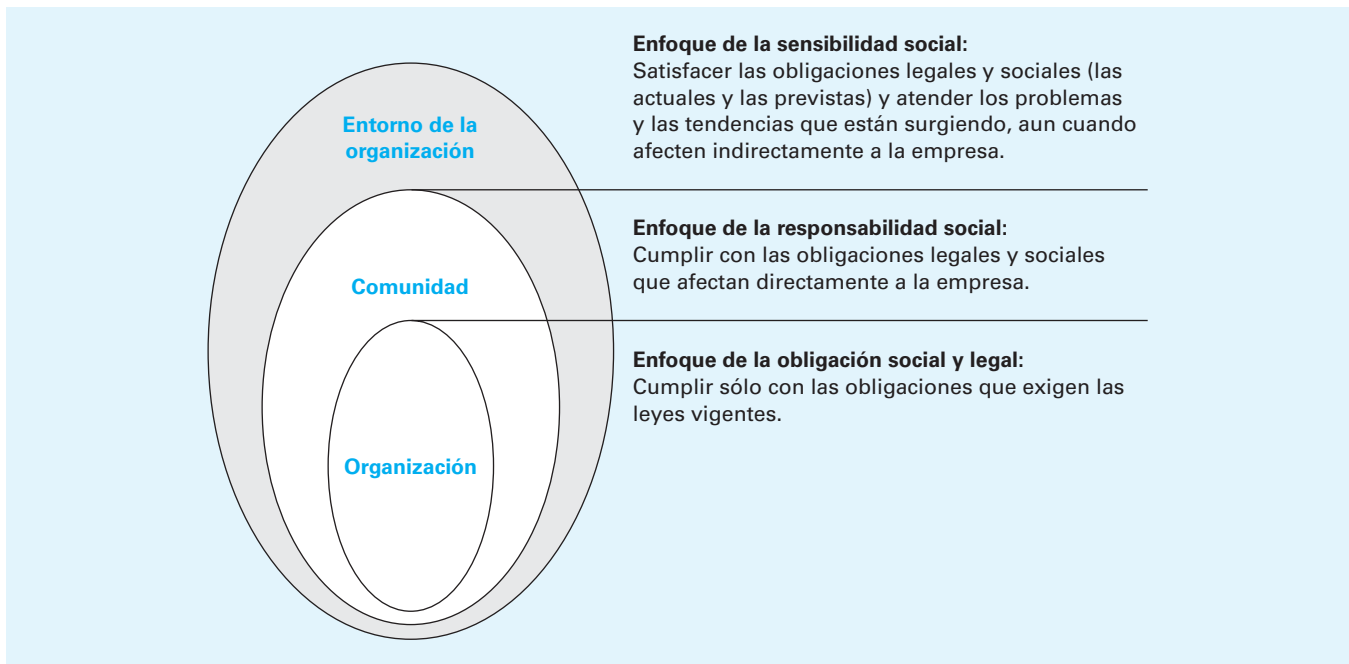 Enfoque de la sensibilidad social:
Satisfacer las obligaciones legales y sociales (las
actuales y las previstas) y atender los problemas
y las tendencias que están surgiendo, aun cuando
afecten indirectamente a la empresa.
Entorno de la
organización
Enfoque de la responsabilidad social:
Cumplir con las obligaciones legales y sociales
que afectan directamente a la empresa.
Comunidad
Enfoque de la obligación social y legal:
Cumplir sólo con las obligaciones que exigen las
leyes vigentes.
Organización